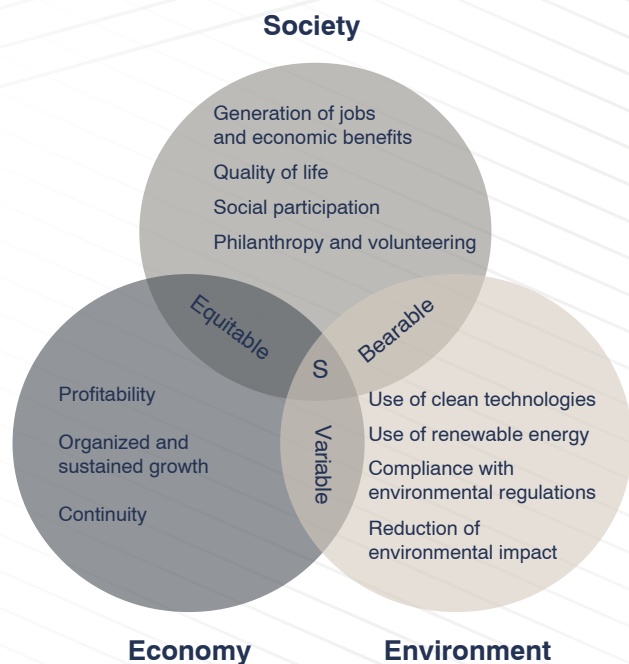 Society
Generation of jobs
and economic benefits
Quality of life
Social participation
Philanthropy and volunteering
Equitable
Bearable
S
Variable
Profitability
Organized and
sustained growth
Continuity
Use of clean technologies
Use of renewable energy
Compliance with
environmental regulations
Reduction of
environmental impact
Economy
Environment